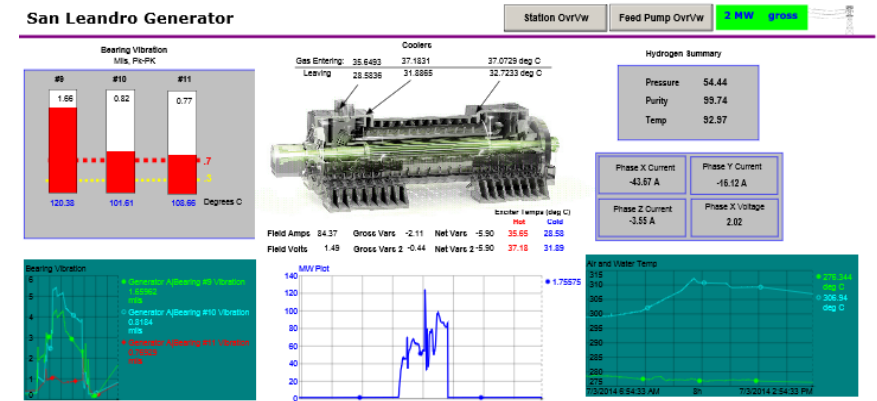 San Leandro Generator
Station OvrVw
Feed Pump OvrVw
2 MW gross
Bearing Vibration
Mils, Pk-PK
#9 #10 #11
1.66 0.82 0.77
.7
.3
120.38 101.61 108.66 Degrees C
Coolers
Gas Entering: 35.6493 37.1831 37.0729 deg C
Leaving 28.5836 31.8865 32.7233 deg C
Exciter Temps (deg C)
Hot Cold
Field Amps 84.37 Gross Vars -2.11 Net Vars -5.90 35.65 28.58
Field Volts 1.49 Gross Vars 2 -0.44 Net Vars 2 -5.90 37.18 31.89
Hydrogen Summary
Pressure 54.44
Purity 99.74
Temp 92.97
Phase X Current
-43.67 A
Phase Y Current
-16.12 A
Phase Z Current
-3.55 A
Phase X Voltage
2.02
Bearing Vibration
6
5
4
3
2
1
Generator A|Bearing #9 Vibration
1.65962
mils
Generator A|Bearing #10 Vibration
0.8184
mils
Generator A|Bearing #11 Vibration
mils
MW Plot
140
120
100
80
60
40
20
1.75575
Air and Water Temp
315
310
305
300
295
290
285
280
275
7/3/2014 6:54:33 AM 8h 7/3/2014 2:54:33 PM
276.344
deg C
306.94
deg C